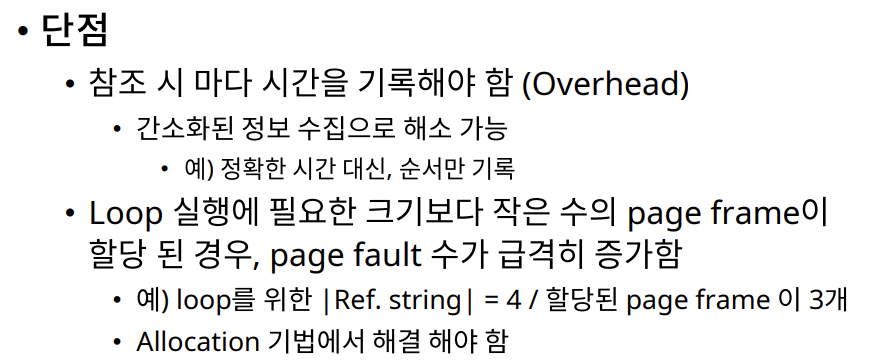 • 단점
• 참조 시 마다 시간을 기록해야 함 (Overhead)
• 간소화된 정보 수집으로 해소 가능
• 예) 정확한 시간 대신, 순서만 기록
• Loop 실행에 필요한 크기보다 작은 수의 page frame이
할당 된 경우, page fault 수가 급격히 증가함
• 예) loop를 위한 |Ref. string| = 4 / 할당된 page frame 이 3개
• Allocation 기법에서 해결 해야 함